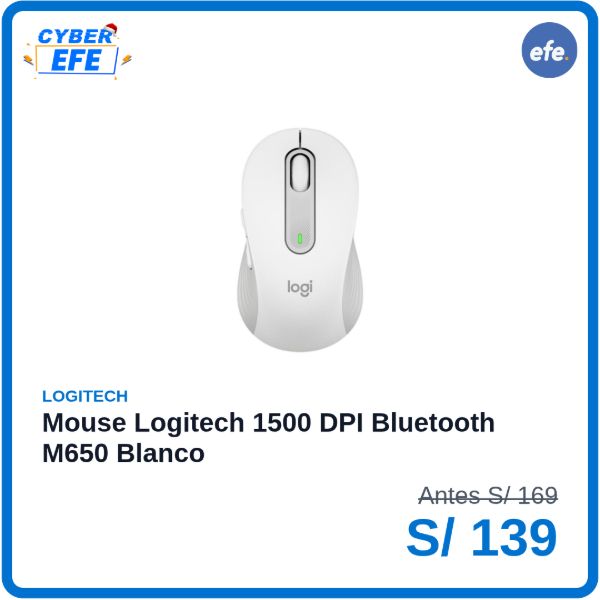 CYBER
EFE
efe.
logi
LOGITECH
Mouse Logitech 1500 DPI Bluetooth
M650 Blanco
Antes S/ 169
S/ 139